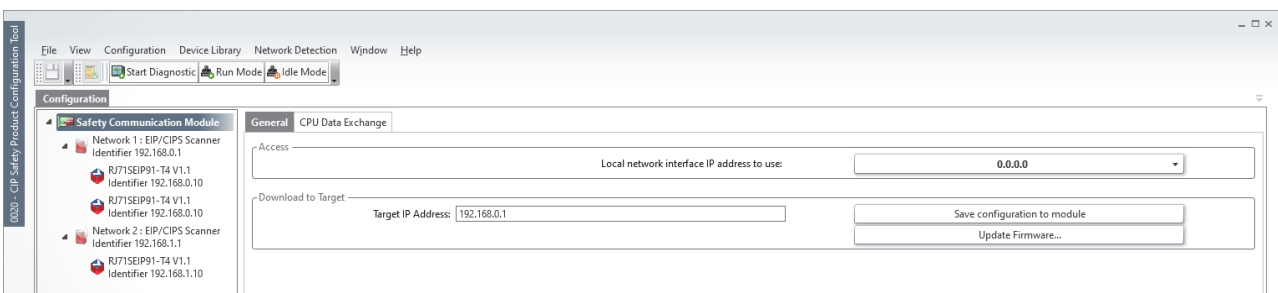 0020 - CIP Safety Product Configuration Tool
File View Configuration Device Library Network Detection Window Help
Start Diagnostic Run Mode Idle Mode
Configuration
Safety Communication Module
Network 1 : EIP/CIPS Scanner
Identifier 192.168.0.1
RJ71SEIP91-T4 V1.1
Identifier 192.168.0.10
RJ71SEIP91-T4 V1.1
Identifier 192.168.0.10
Network 2 : EIP/CIPS Scanner
Identifier 192.168.1.1
RJ71SEIP91-T4 V1.1
Identifier 192.168.1.10
General CPU Data Exchange
Access
Local network interface IP address to use: 0.0.0.0
Download to Target
Target IP Address: 192.168.0.1 Save configuration to module
Update Firmware...